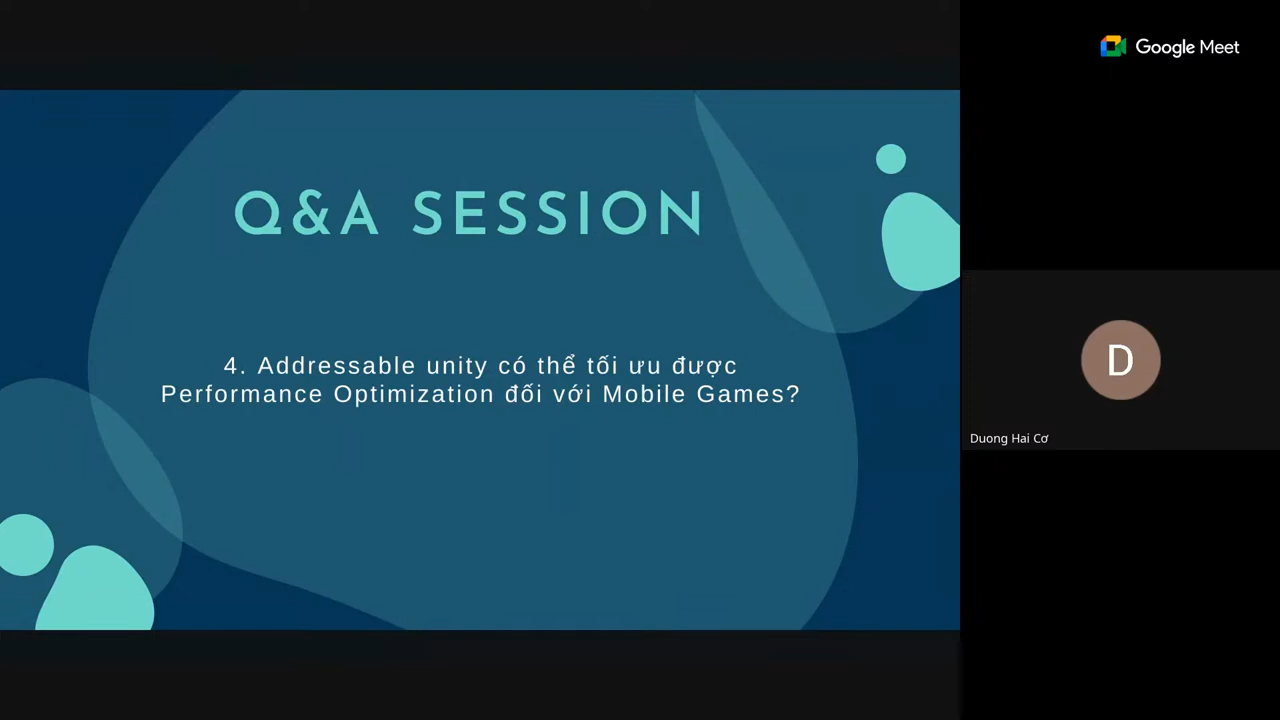 Google Meet
Q&A SESSION
4. Addressable unity có thể tối ưu được
Performance Optimization đối với Mobile Games?
D
Duong Hai Cơ